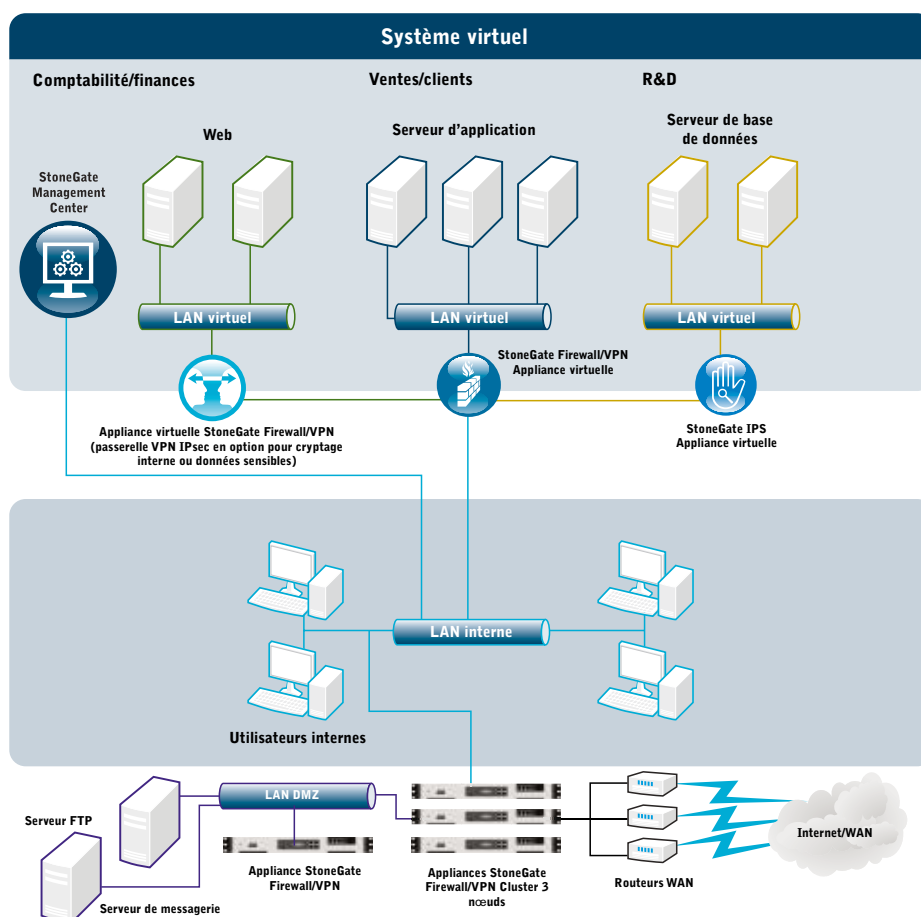 Système virtuel
Comptabilité/finances
Ventes/clients
R&D
Web
Serveur d'application
Serveur de base
de données
StoneGate
Management
Center
LAN virtuel
LAN virtuel
LAN virtuel
StoneGate Firewall/VPN
Appliance virtuelle
Appliance virtuelle StoneGate Firewall/VPN
(passerelle VPN IPsec en option pour cryptage
interne ou données sensibles)
StoneGate IPS
Appliance virtuelle
LAN interne
Utilisateurs internes
LAN DMZ
Serveur FTP
Internet/WAN
Appliance StoneGate
Firewall/VPN
Appliances StoneGate
Firewall/VPN Cluster 3
nœuds
Routeurs WAN
Serveur de messagerie